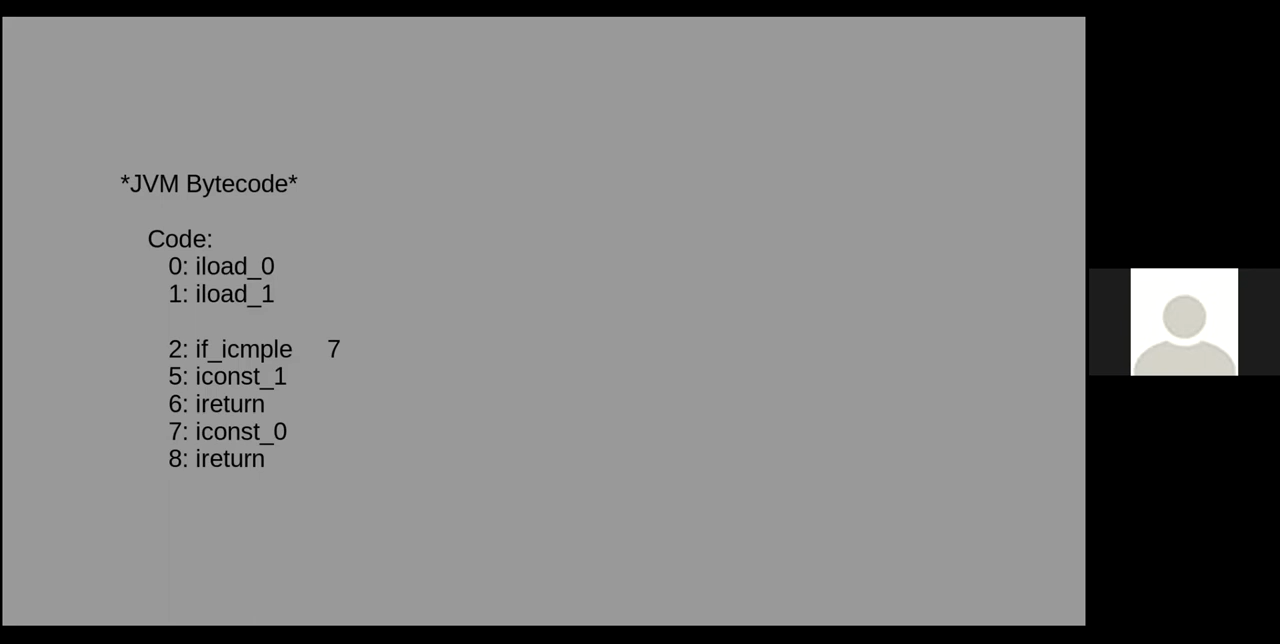 *JVM Bytecode*
Code:
0: iload_0
1: iload_1
2: if_icmple 7
5: iconst_1
6: ireturn
7: iconst_0
8: ireturn